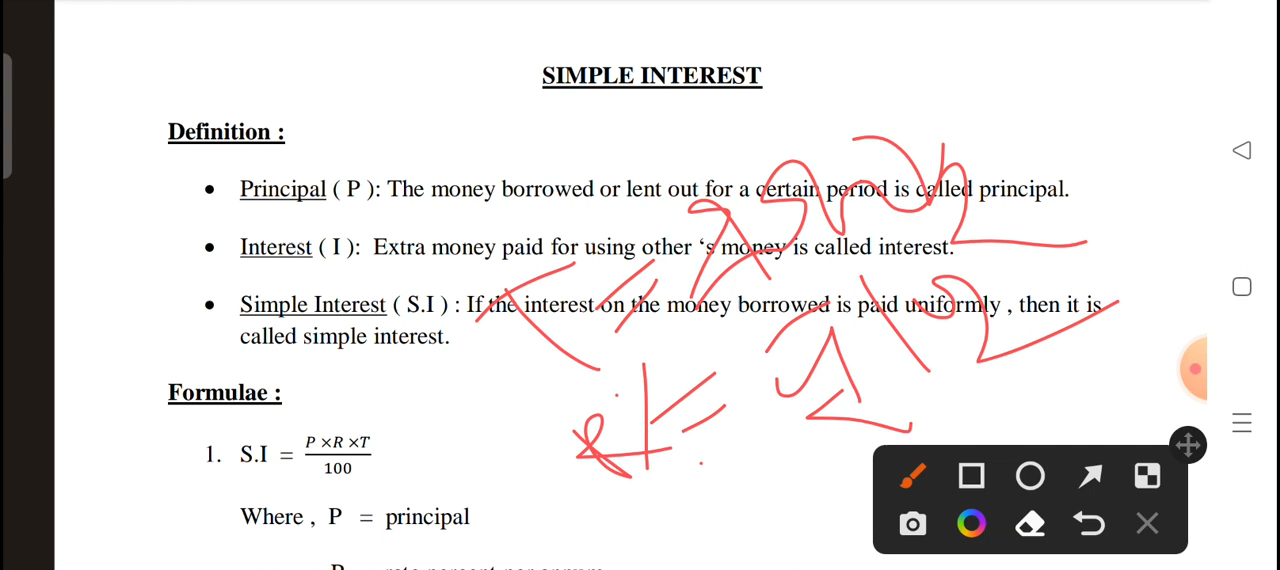 SIMPLE INTEREST
Definition :
• Principal ( P ): The money borrowed or lent out for a certain period is called principal.
• Interest ( I ): Extra money paid for using other ‘s money is called interest.
• Simple Interest ( S.I ) : If the interest on the money borrowed is paid uniformly , then it is
called simple interest.
Formulae :
1. S.I = P ×R ×T / 100
Where , P = principal